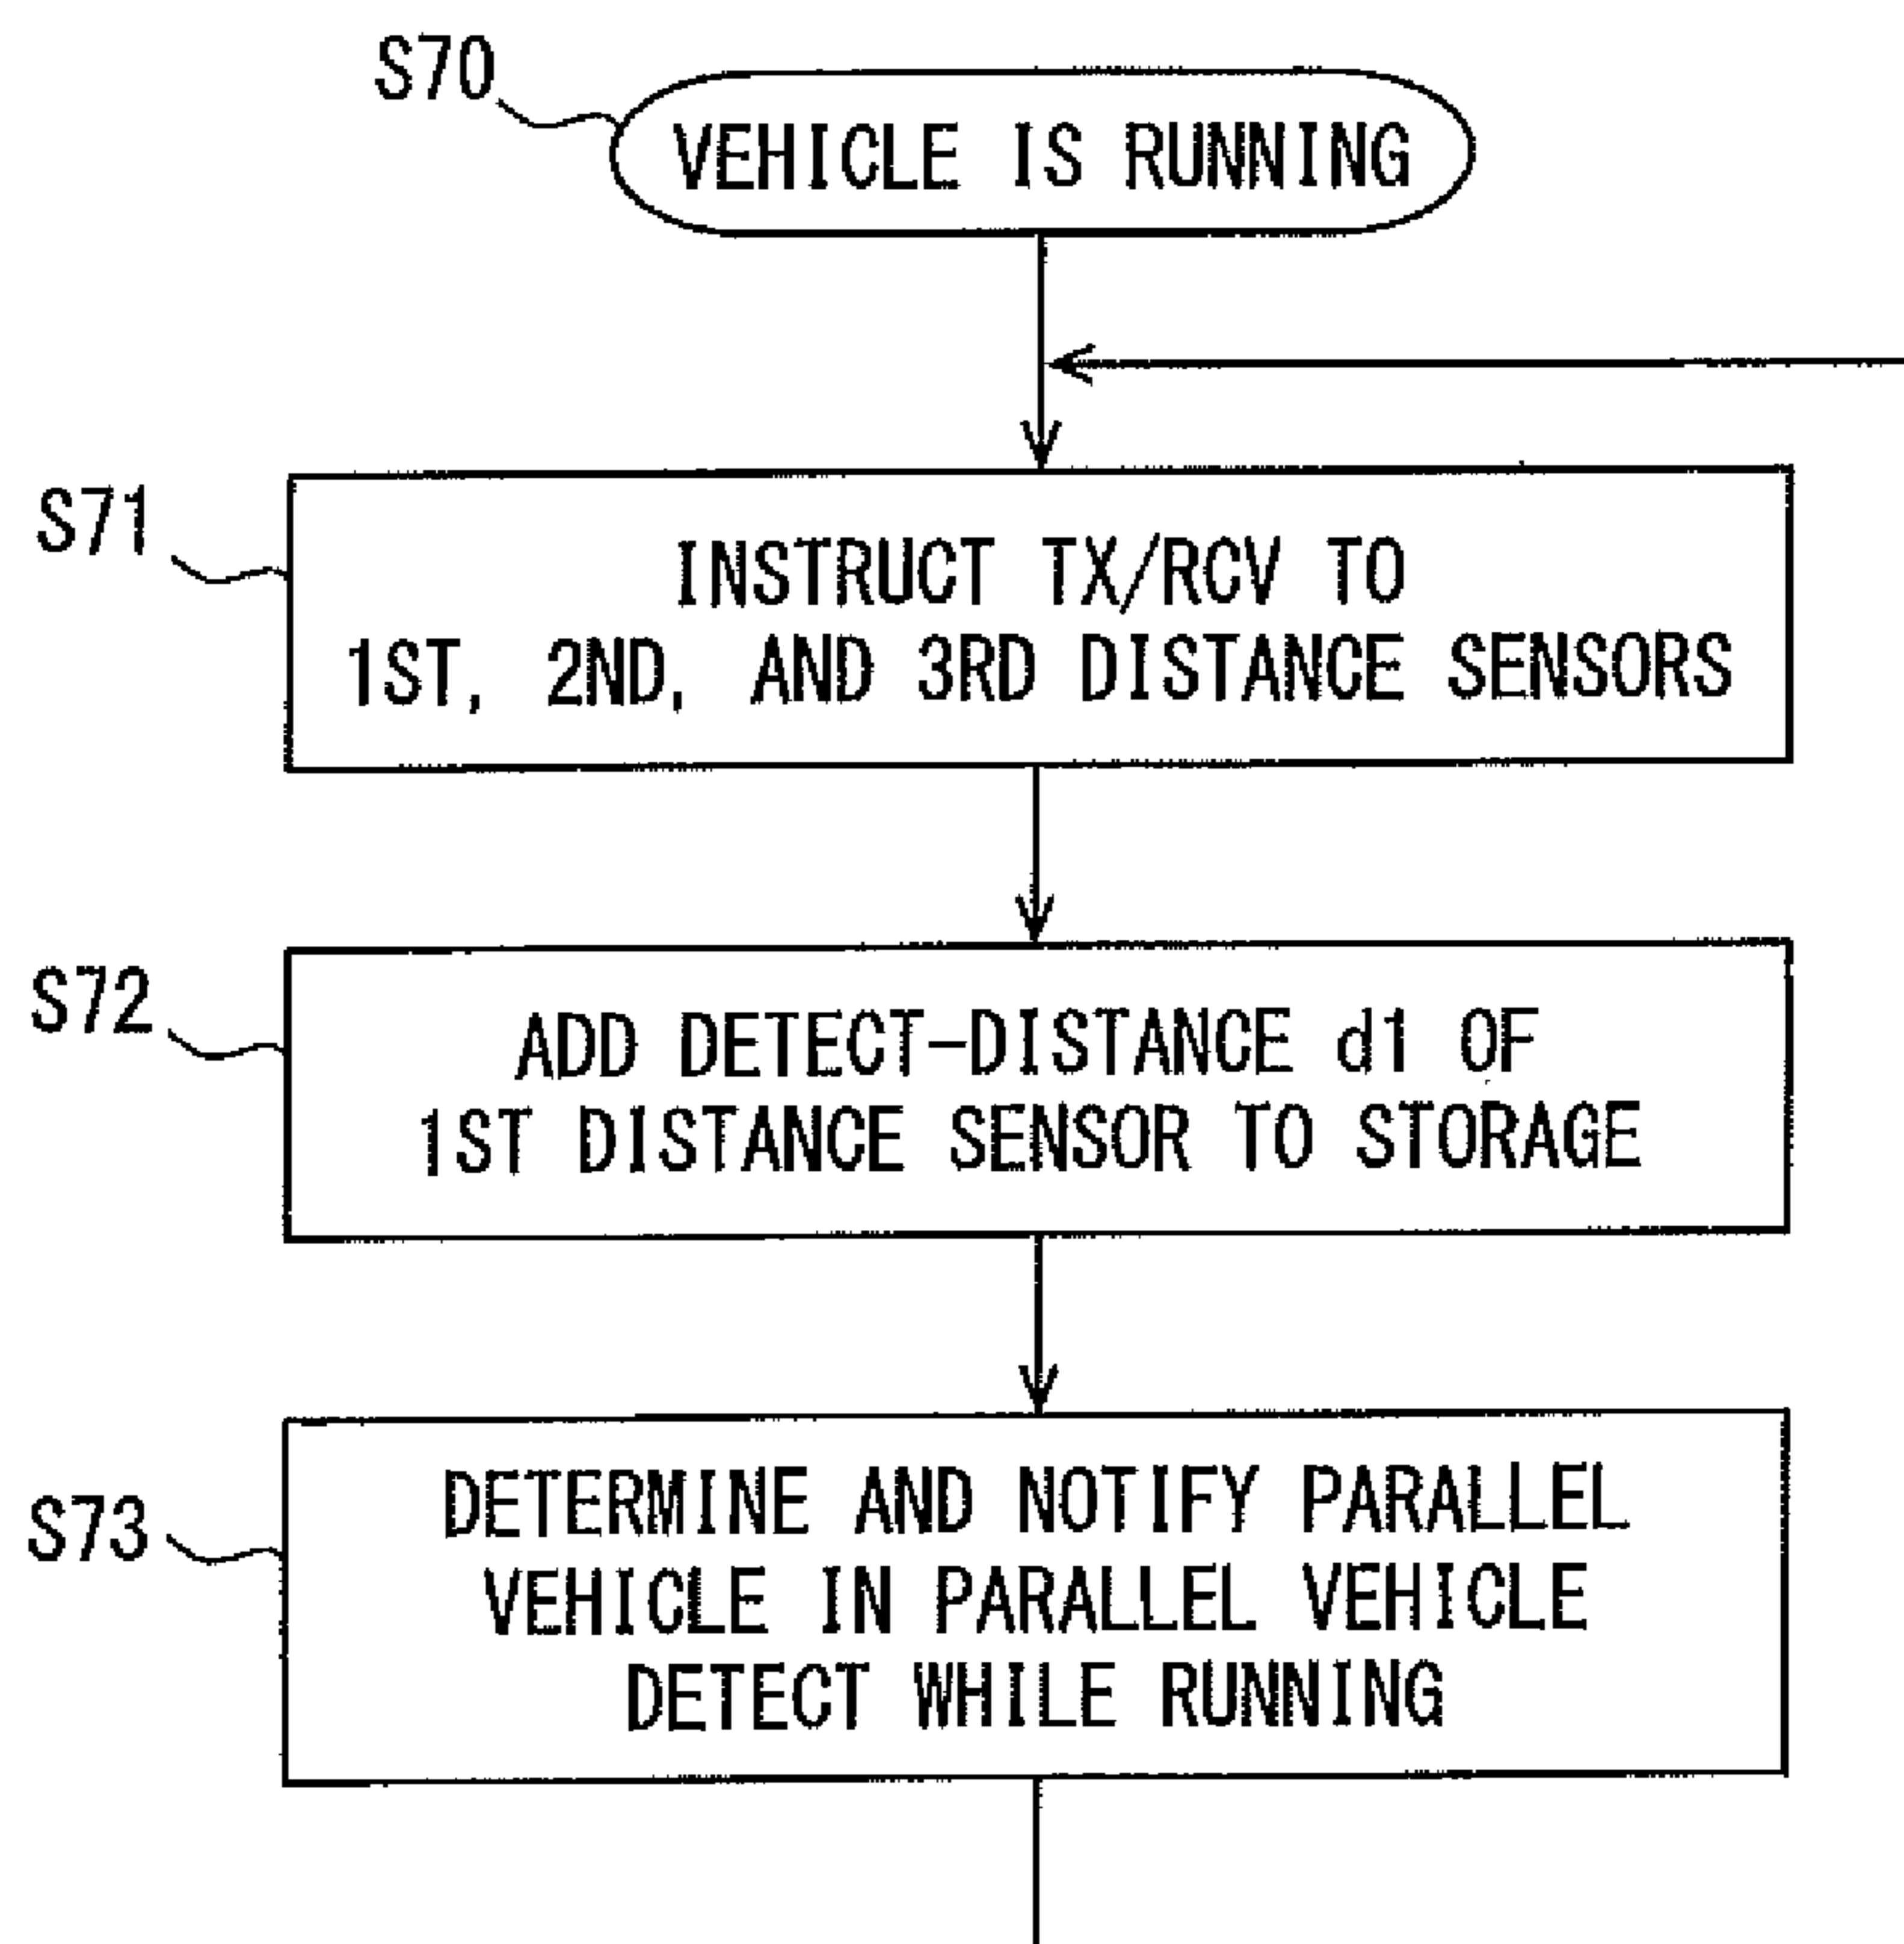 S70
VEHICLE IS RUNNING
S71
INSTRUCT TX/RCV TO
1ST, 2ND, AND 3RD DISTANCE SENSORS
S72
ADD DETECT-DISTANCE d1 OF
1ST DISTANCE SENSOR TO STORAGE
S73
DETERMINE AND NOTIFY PARALLEL
VEHICLE IN PARALLEL VEHICLE
DETECT WHILE RUNNING